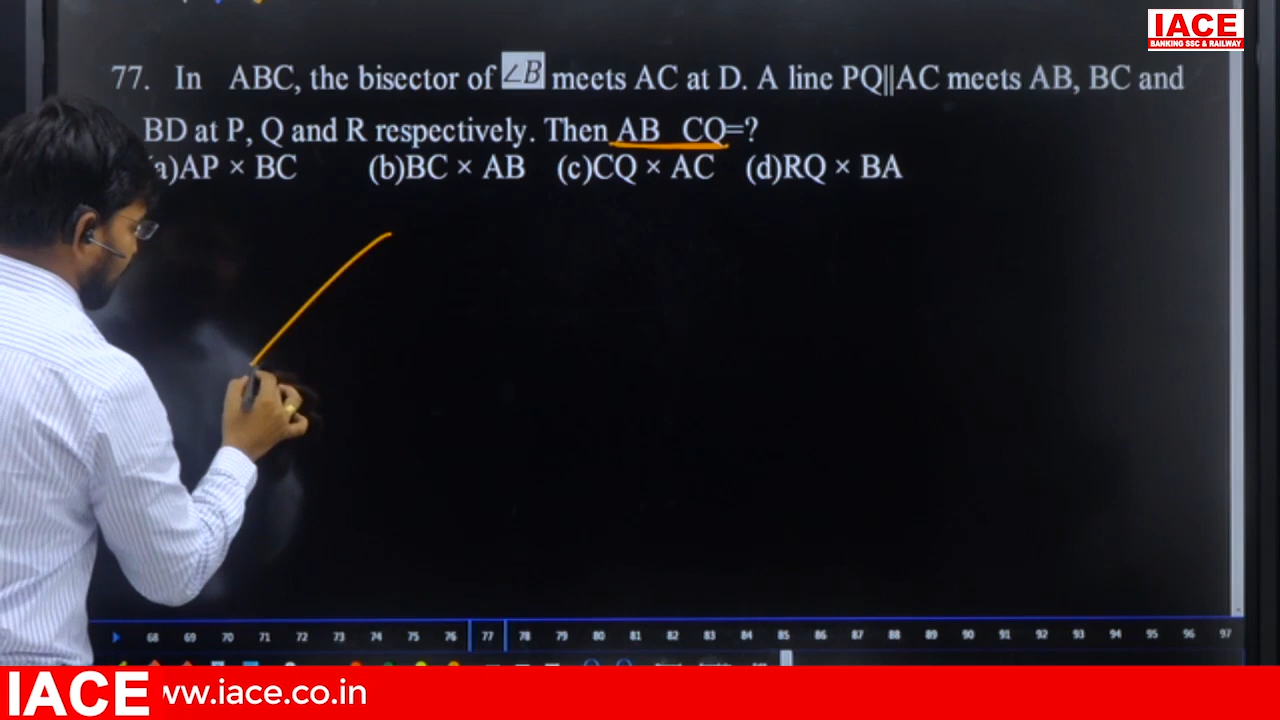 IACE
BANKING SSC & RAILWAY
77. In ABC, the bisector of ∠B meets AC at D. A line PQ||AC meets AB, BC and
BD at P, Q and R respectively. Then AB CQ=?
a)AP × BC (b)BC × AB (c)CQ × AC (d)RQ × BA
68 69 70 71 72 73 74 75 76 77 78 79 80 81 82 83 84 85 86 87 88 89 90 91 92 93 94 95 96 97
IACE ww.iace.co.in